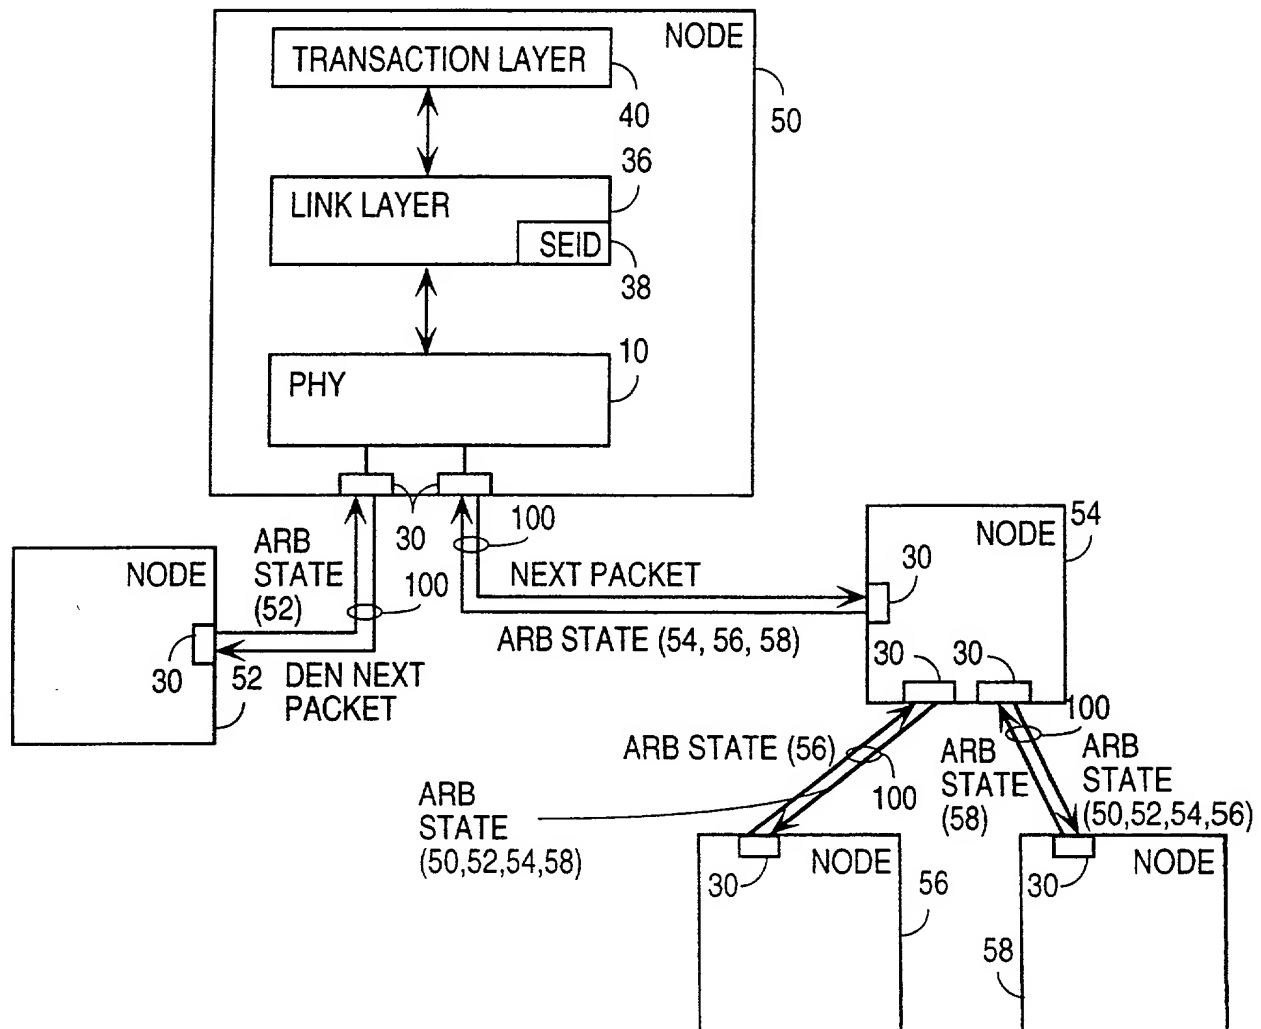 NODE
TRANSACTION LAYER
40
50
36
LINK LAYER
SEID
38
10
PHY
30
100
ARB
STATE
(52)
100
NODE
30
52
DEN NEXT
PACKET
NEXT PACKET
ARB STATE (54, 56, 58)
54
NODE
30
30
30
100
ARB STATE (56)
100
ARB
STATE
(58)
ARB
STATE
(50,52,54,56)
ARB
STATE
(50,52,54,58)
NODE
30
56
NODE
30
58